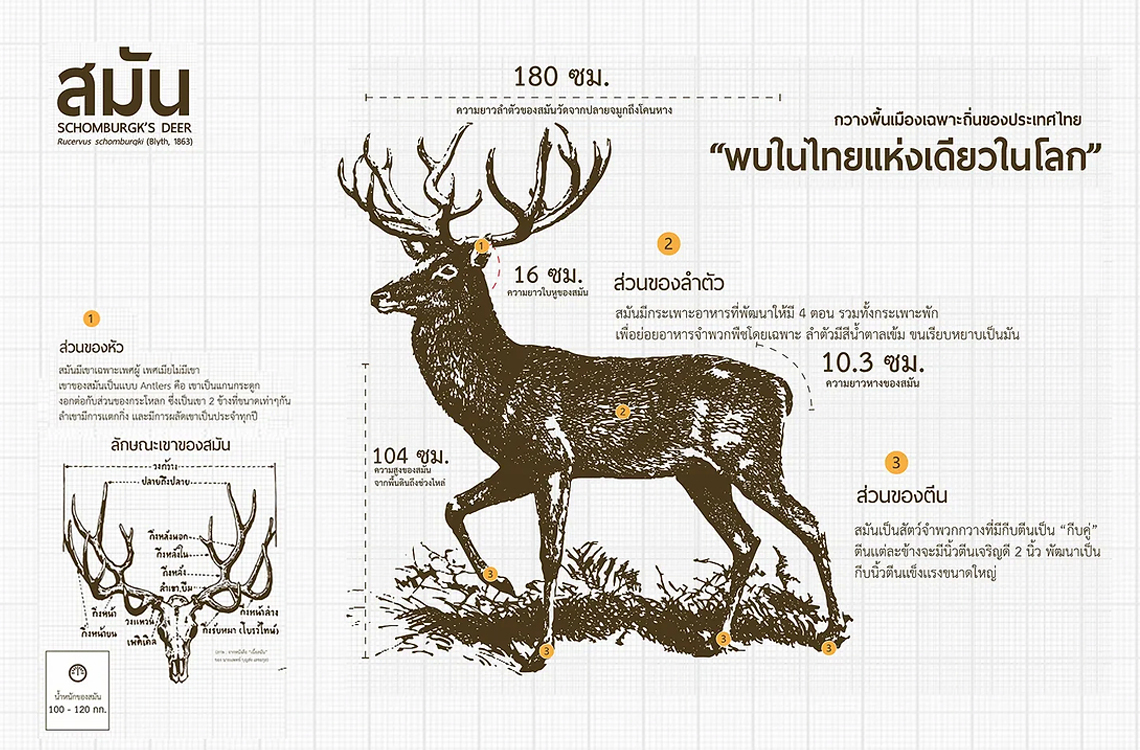 สมัน
SCHOMBURGK'S DEER
Rucervus schomburgki (Blyth, 1863)
180 ซม.
ความยาวลำตัวของสมันวัดจากปลายจมูกถึงโคนหาง
กวางพื้นเมืองเฉพาะถิ่นของประเทศไทย
“พบในไทยแห่งเดียวในโลก”
1
16 ซม.
ความยาวใบหูของสมัน
2
ส่วนของลำตัว
สมันมีกระเพาะอาหารที่พัฒนาให้มี 4 ตอน รวมทั้งกระเพาะพัก
เพื่อย่อยอาหารจำพวกพืชโดยเฉพาะ ลำตัวมีสีน้ำตาลเข้ม ขนเรียบหยาบเป็นมัน
10.3 ซม.
ความยาวหางของสมัน
1
ส่วนของหัว
สมันมีเขาเฉพาะเพศผู้ เพศเมียไม่มีเขา
เขาของสมันเป็นแบบ Antlers คือ เขาเป็นแกนกระดูก
งอกต่อกับส่วนของกระโหลก ซึ่งเป็นเขา 2 ข้างที่ขนาดเท่าๆกัน
ลำเขามีการแตกกิ่ง และมีการผลัดเขาเป็นประจำทุกปี
2
104 ซม.
ความสูงของสมัน
จากพื้นดินถึงช่วงไหล่
3
ส่วนของตีน
สมันเป็นสัตว์จำพวกกวางที่มีกีบตีนเป็น “กีบคู่”
ตีนแต่ละข้างจะมีนิ้วตีนเจริญดี 2 นิ้ว พัฒนาเป็น
กีบนิ้วตีนแข็งแรงขนาดใหญ่
3
3
3
3
ลักษณะเขาของสมัน
วงกว้าง
ปลายถึงปลาย
กิ่งหลังนอก
กิ่งหลังใน
กิ่งหลัง
ลำเขาบน
กิ่งหน้า
วงแหวน
กิ่งหน้าล่าง
กิ่งหน้าบน
เพดิเคิล
กิ่งรับหมา (โบรว์ไทน์)
น้ำหนักของสมัน
100 - 120 กก.